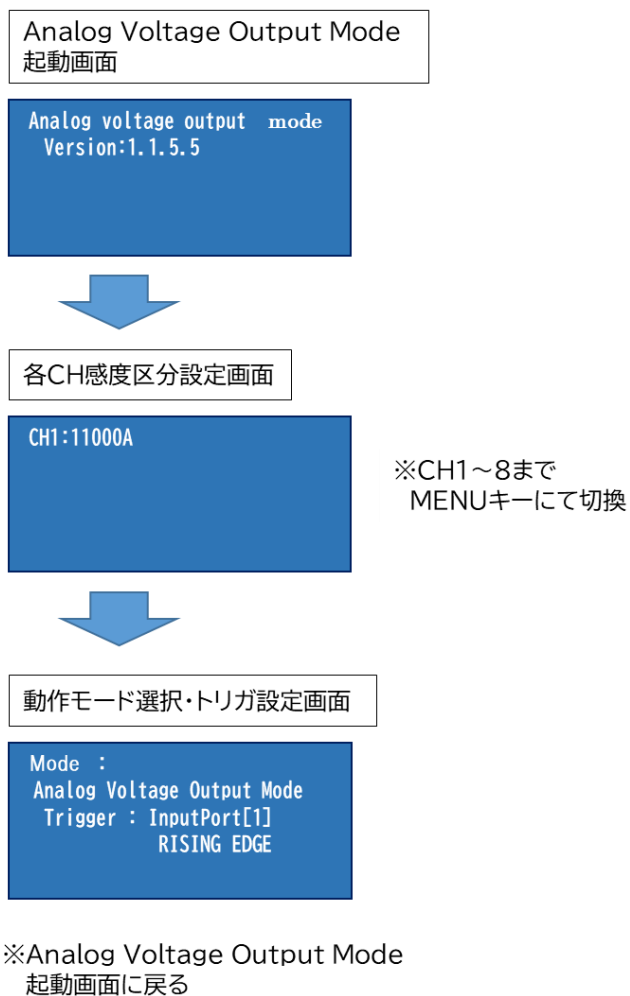 Analog Voltage Output Mode
起動画面
Analog voltage output mode
Version:1.1.5.5
各CH感度区分設定画面
CH1:11000A
※CH1～8まで
MENUキーにて切換
動作モード選択・トリガ設定画面
Mode :
Analog Voltage Output Mode
Trigger : InputPort[1]
RISING EDGE
※Analog Voltage Output Mode
起動画面に戻る